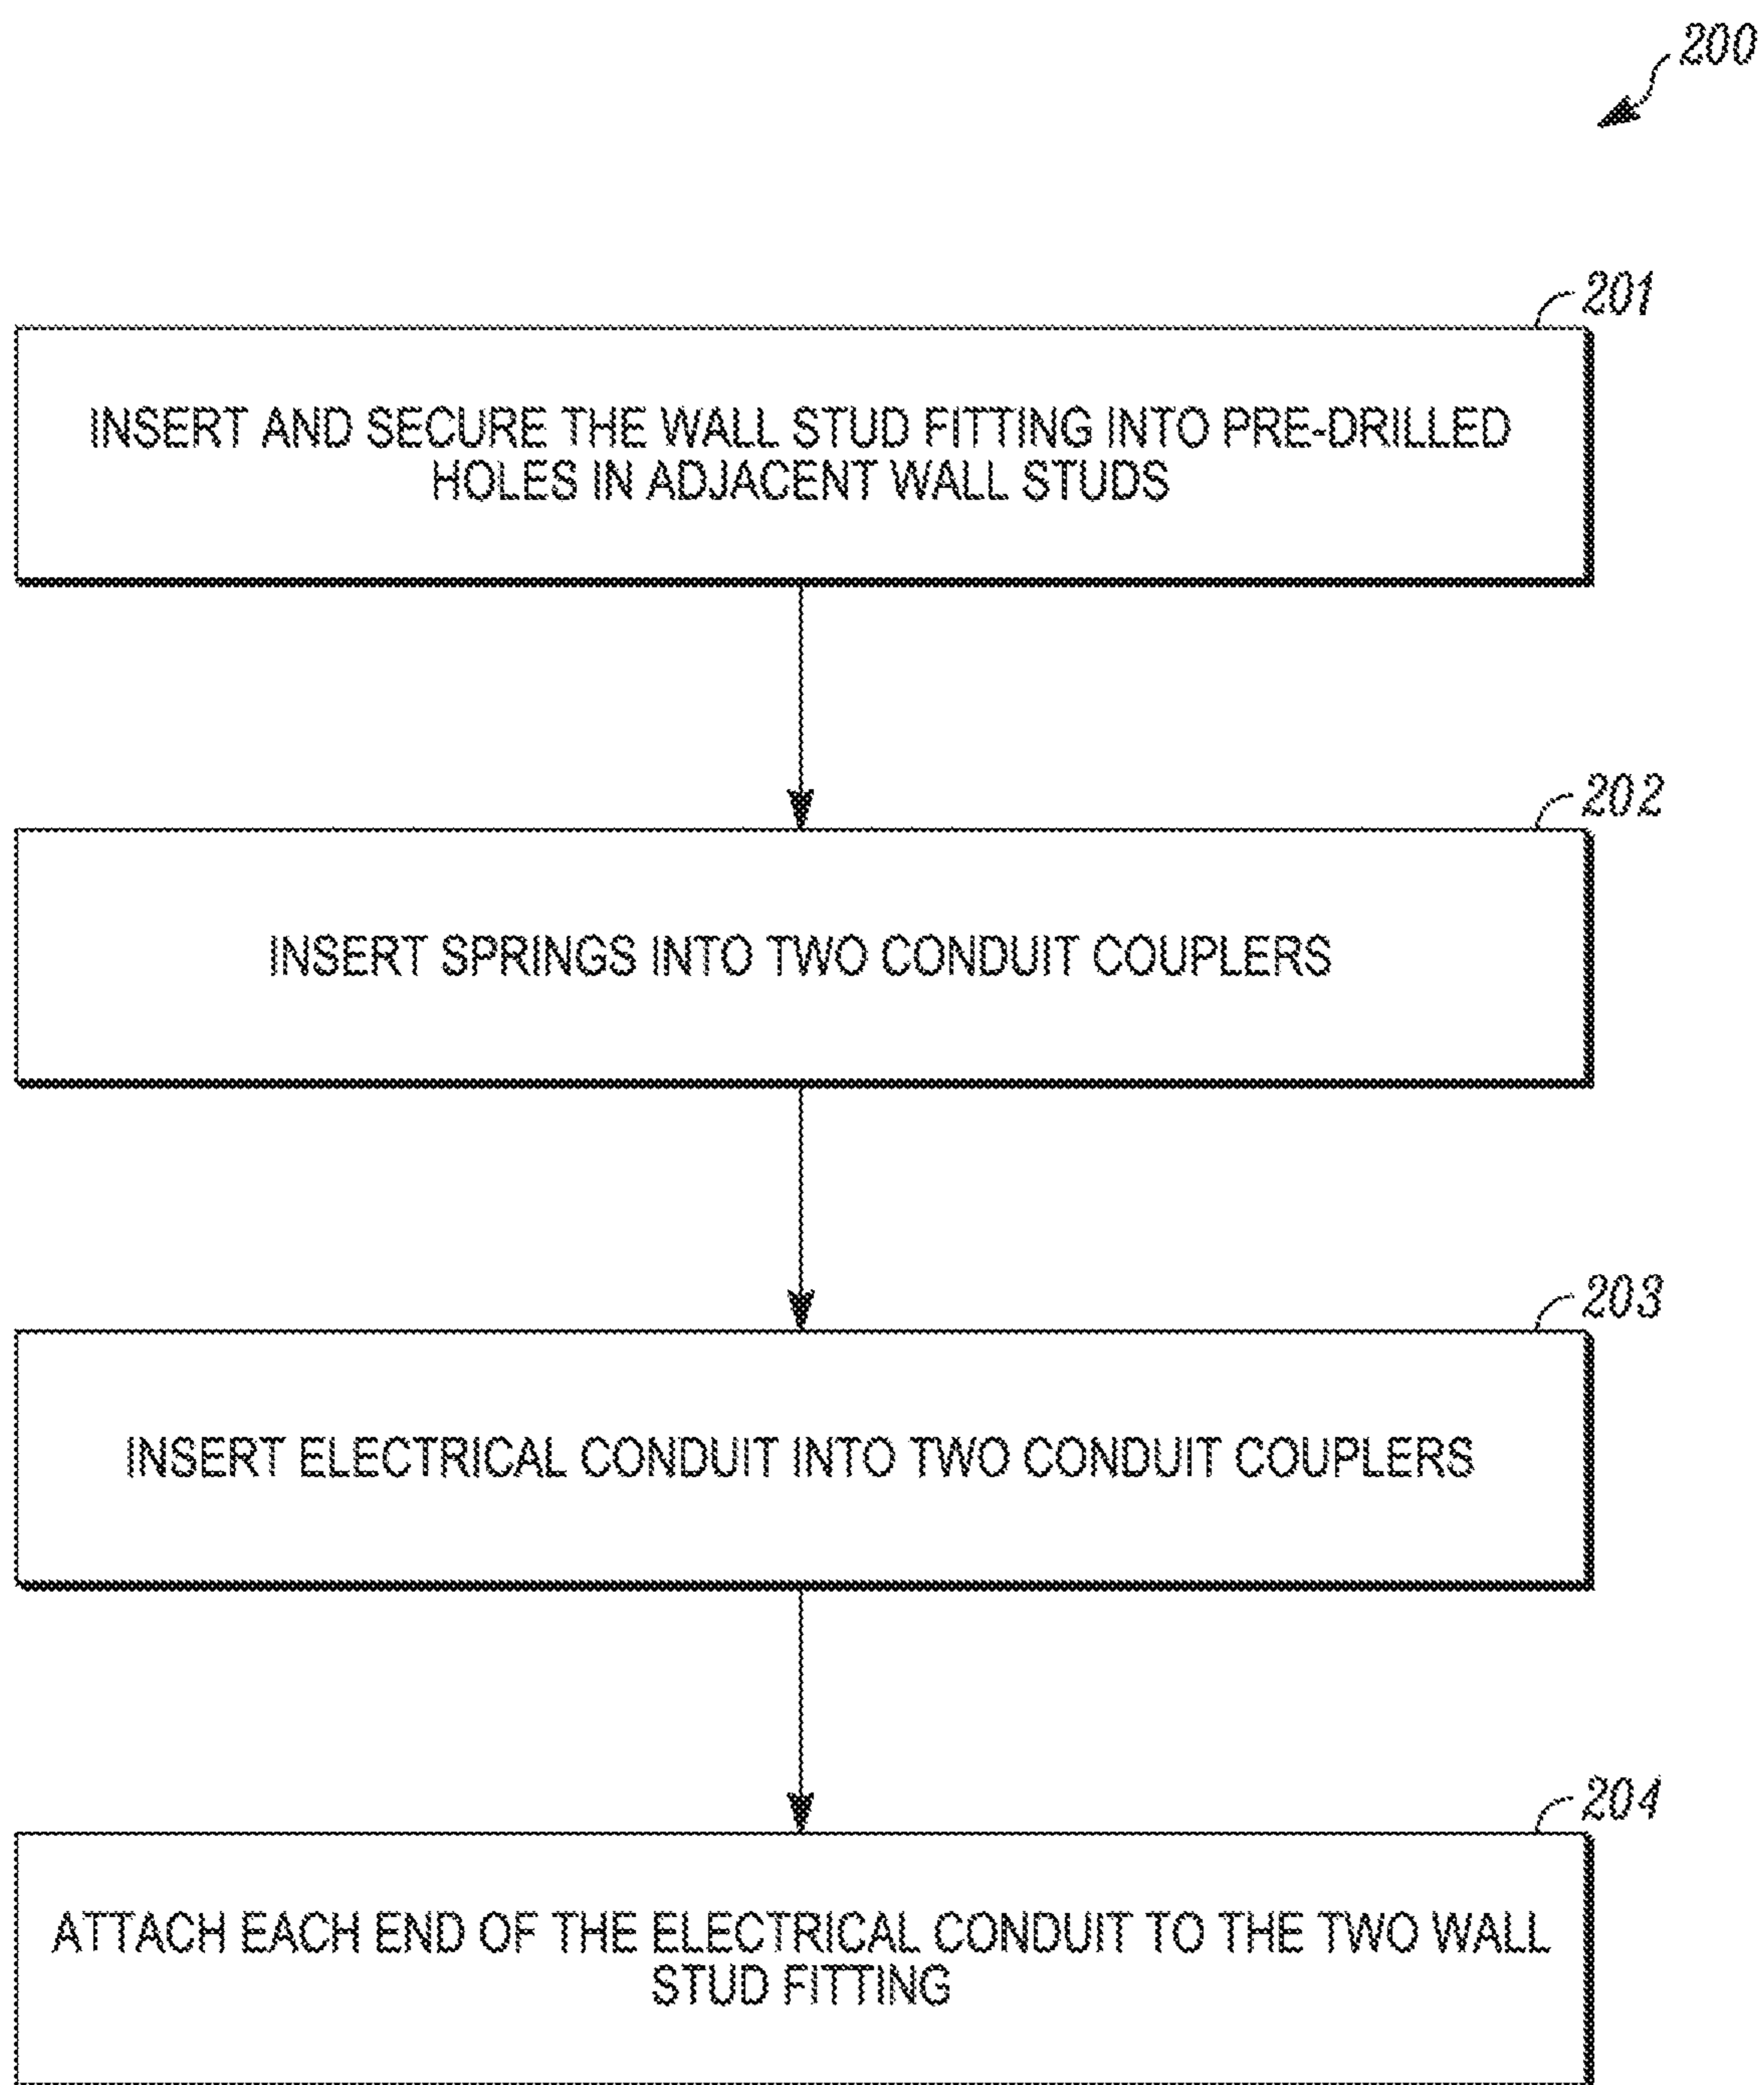 200
201
INSERT AND SECURE THE WALL STUD FITTING INTO PRE-DRILLED
HOLES IN ADJACENT WALL STUDS
202
INSERT SPRINGS INTO TWO CONDUIT COUPLERS
203
INSERT ELECTRICAL CONDUIT INTO TWO CONDUIT COUPLERS
204
ATTACH EACH END OF THE ELECTRICAL CONDUIT TO THE TWO WALL
STUD FITTING